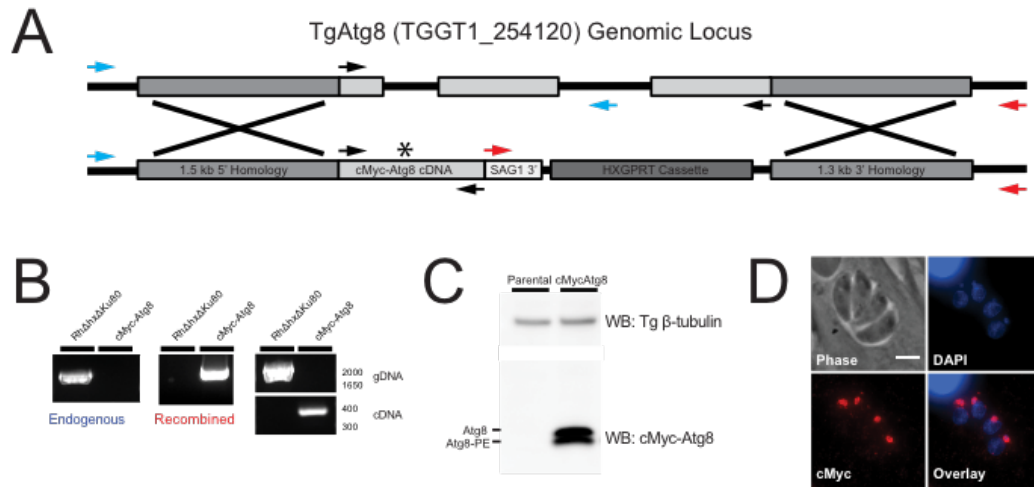 A
TgAtg8 (TGGT1_254120) Genomic Locus
*
1.5 kb 5' Homology
cMyc-Atg8 cDNA
SAG1 3'
HXGPRT Cassette
1.3 kb 3' Homology
B
RhΔhxΔKu80
cMyc-Atg8
RhΔhxΔKu80
cMyc-Atg8
RhΔhxΔKu80
cMyc-Atg8
2000
1650
gDNA
400
300
cDNA
Endogenous
Recombined
C
Parental cMycAtg8
WB: Tg β-tubulin
Atg8
Atg8-PE
WB: cMyc-Atg8
D
Phase
DAPI
cMyc
Overlay